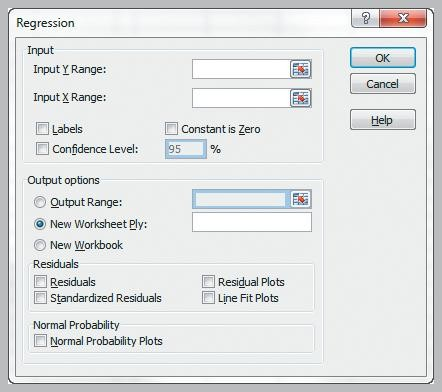 Regression
Input
Input Y Range:
Input X Range:
Labels
Constant is Zero
Confidence Level: 95 %
Output options
Output Range:
New Worksheet Ply:
New Workbook
Residuals
Residuals
Residual Plots
Standardized Residuals
Line Fit Plots
Normal Probability
Normal Probability Plots
?
OK
Cancel
Help